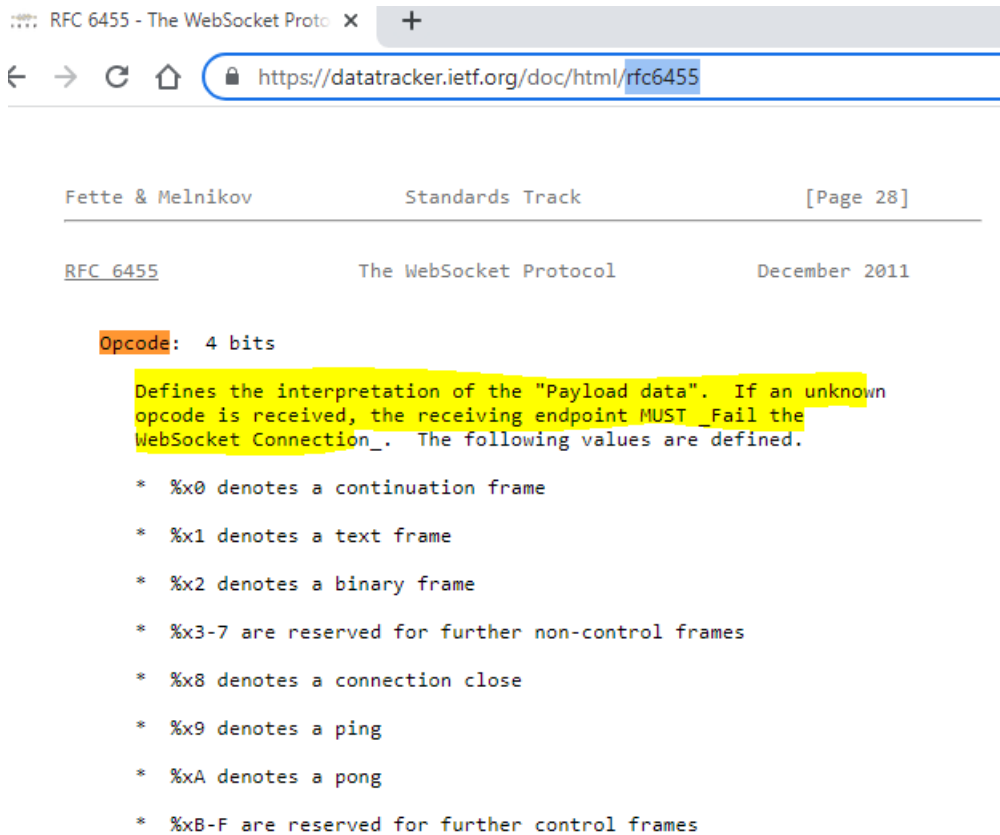 RFC 6455 - The WebSocket Proto
https://datatracker.ietf.org/doc/html/rfc6455
Fette & Melnikov Standards Track [Page 28]
RFC 6455 The WebSocket Protocol December 2011
Opcode: 4 bits
Defines the interpretation of the "Payload data". If an unknown
opcode is received, the receiving endpoint MUST _Fail the
WebSocket Connection_. The following values are defined.
* %x0 denotes a continuation frame
* %x1 denotes a text frame
* %x2 denotes a binary frame
* %x3-7 are reserved for further non-control frames
* %x8 denotes a connection close
* %x9 denotes a ping
* %xA denotes a pong
* %xB-F are reserved for further control frames